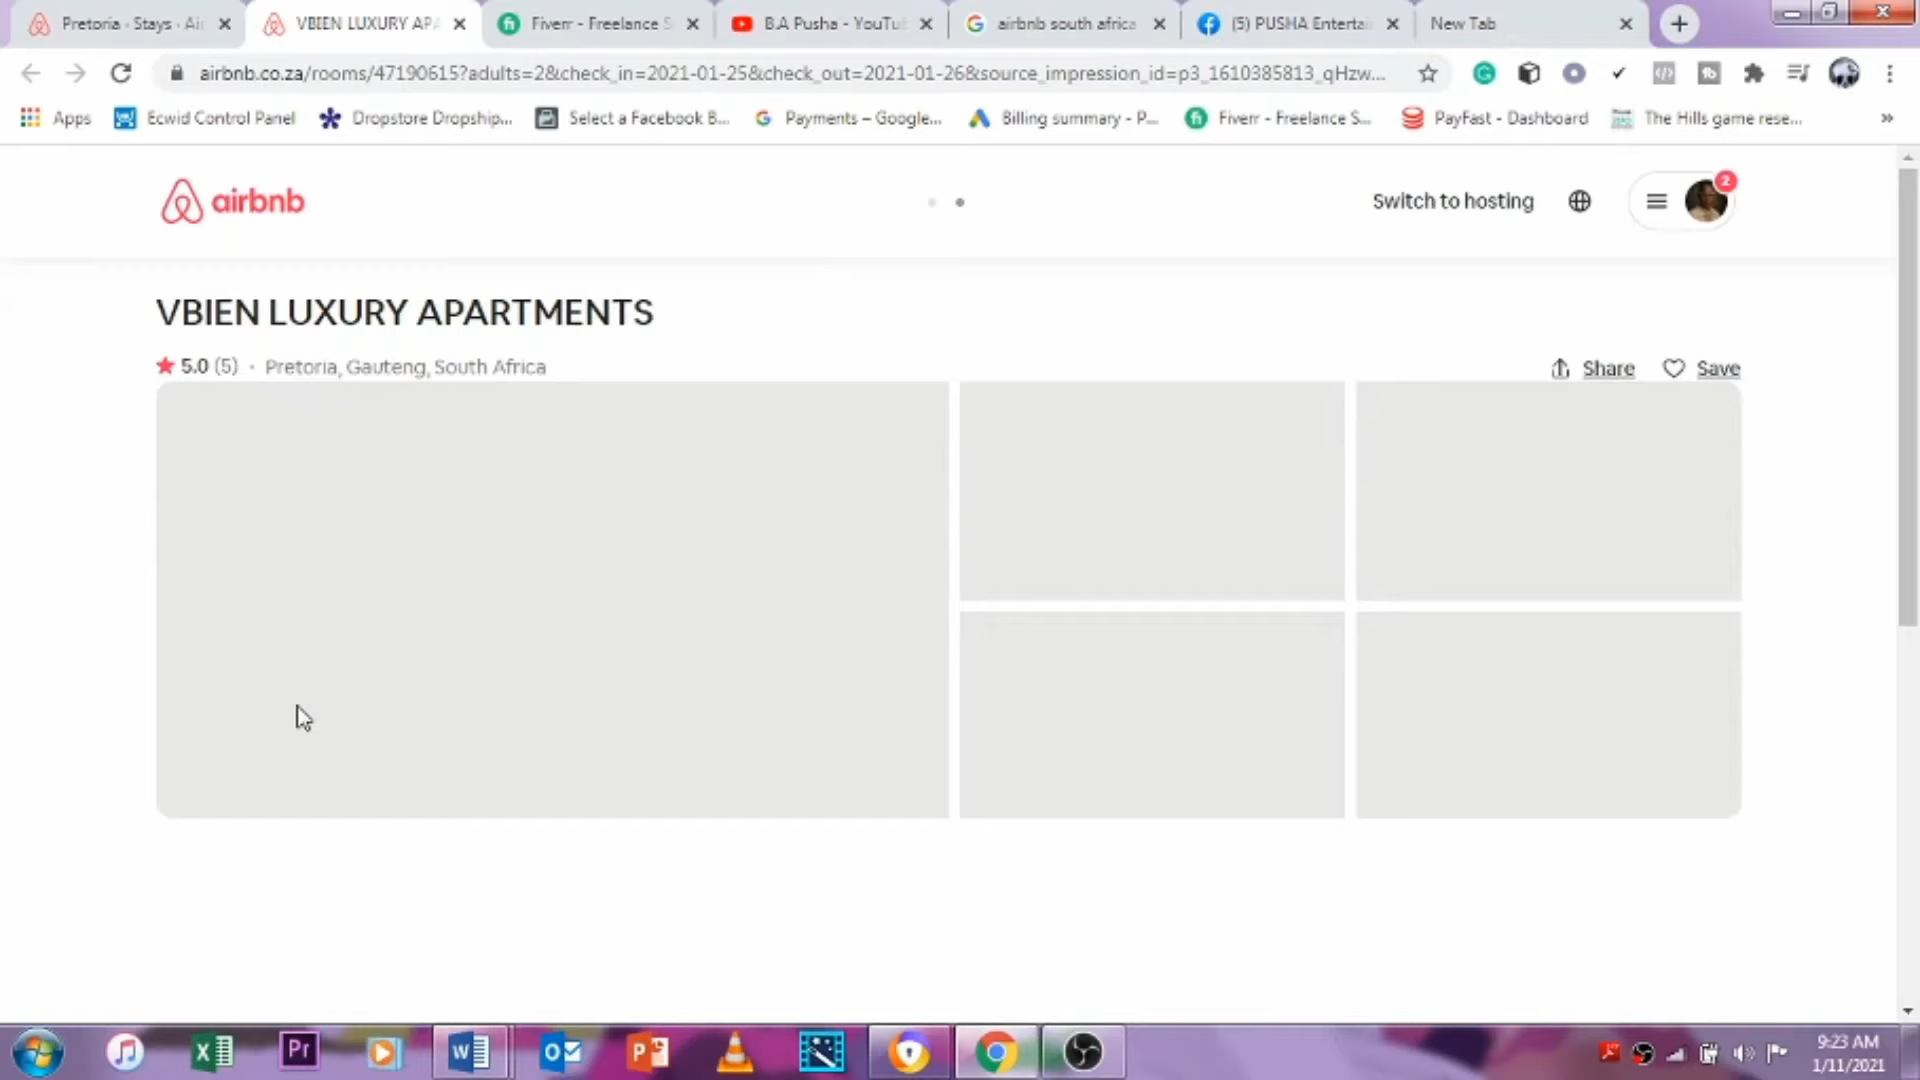 Pretoria · Stays · Air
VBIEN LUXURY APA
Fiverr - Freelance S
B.A Pusha - YouTu
airbnb south africa
(5) PUSHA Enterta
New Tab
airbnb.co.za/rooms/47190615?adults=2&check_in=2021-01-25&check_out=2021-01-26&source_impression_id=p3_1610385813_qHzw...
Apps
Ecwid Control Panel
Dropstore Dropship...
Select a Facebook B...
Payments – Google...
Billing summary - P...
Fiverr - Freelance S...
PayFast - Dashboard
The Hills game rese...
»
airbnb
Switch to hosting
2
VBIEN LUXURY APARTMENTS
5.0 (5) · Pretoria, Gauteng, South Africa
Share
Save
9:23 AM
1/11/2021